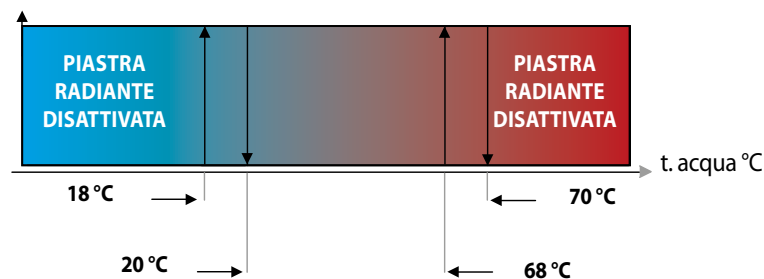 PIASTRA
RADIANTE
DISATTIVATA
PIASTRA
RADIANTE
DISATTIVATA
t. acqua °C
18 °C
70 °C
20 °C
68 °C